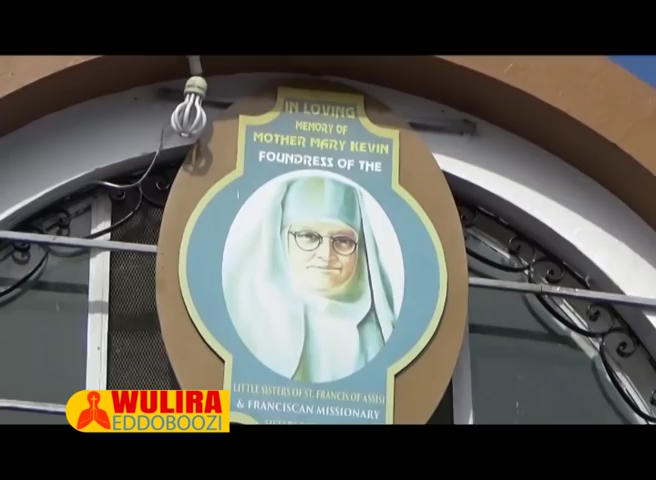 IN LOVING
MEMORY OF
MOTHER MARY KEVIN
FOUNDRESS OF THE
LITTLE SISTERS OF ST. FRANCIS OF ASSISI
& FRANCISCAN MISSIONARY
WULIRA
EDDOBOOZI